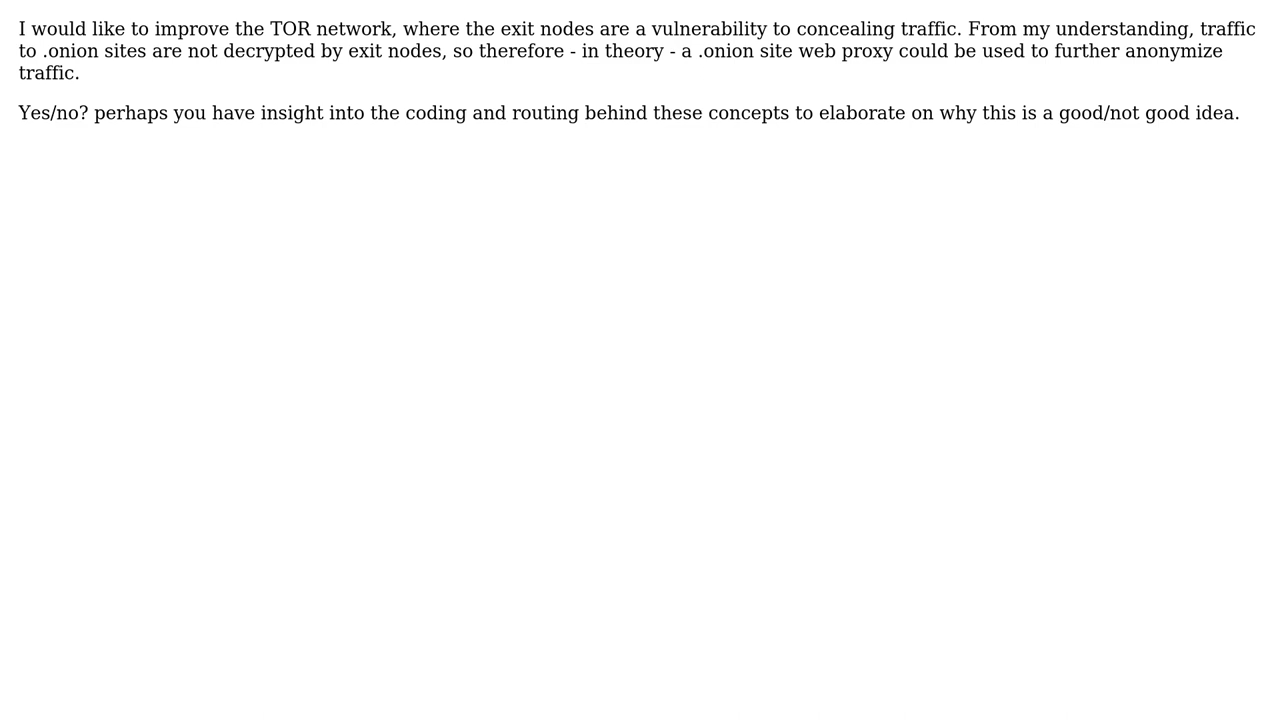 I would like to improve the TOR network, where the exit nodes are a vulnerability to concealing traffic. From my understanding, traffic
to .onion sites are not decrypted by exit nodes, so therefore - in theory - a .onion site web proxy could be used to further anonymize
traffic.
Yes/no? perhaps you have insight into the coding and routing behind these concepts to elaborate on why this is a good/not good idea.